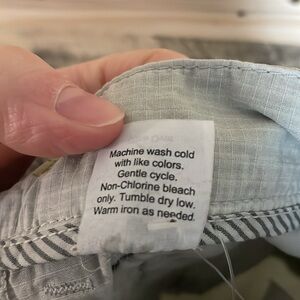 Machine wash cold
with like colors.
Gentle cycle.
Non-Chlorine bleach
only. Tumble dry low.
Warm iron as needed.